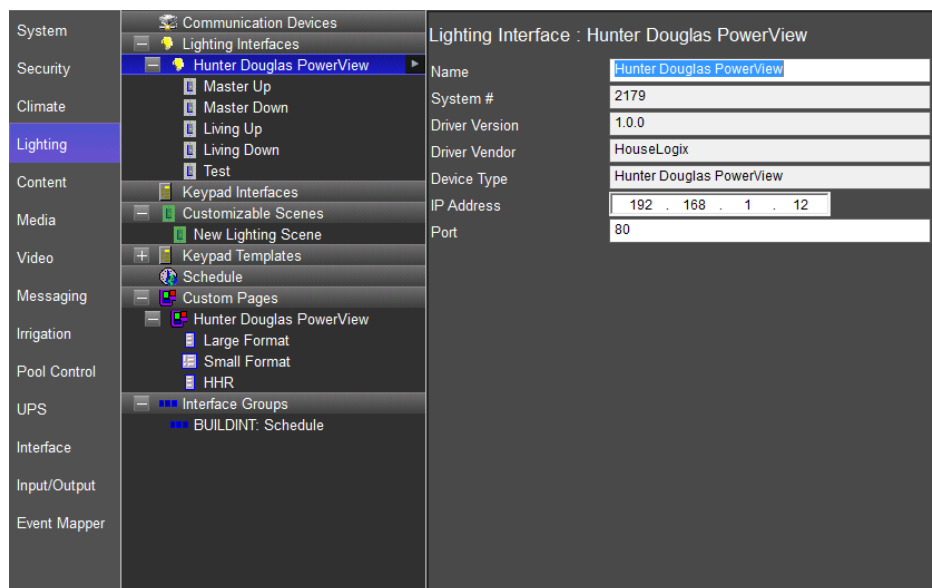 System
Security
Climate
Lighting
Content
Media
Video
Messaging
Irrigation
Pool Control
UPS
Interface
Input/Output
Event Mapper
Communication Devices
Lighting Interfaces
Hunter Douglas PowerView
Master Up
Master Down
Living Up
Living Down
Test
Keypad Interfaces
Customizable Scenes
New Lighting Scene
Keypad Templates
Schedule
Custom Pages
Hunter Douglas PowerView
Large Format
Small Format
HHR
Interface Groups
BUILDINT: Schedule
Lighting Interface : Hunter Douglas PowerView
Name Hunter Douglas PowerView
System # 2179
Driver Version 1.0.0
Driver Vendor HouseLogix
Device Type Hunter Douglas PowerView
IP Address 192 . 168 . 1 . 12
Port 80